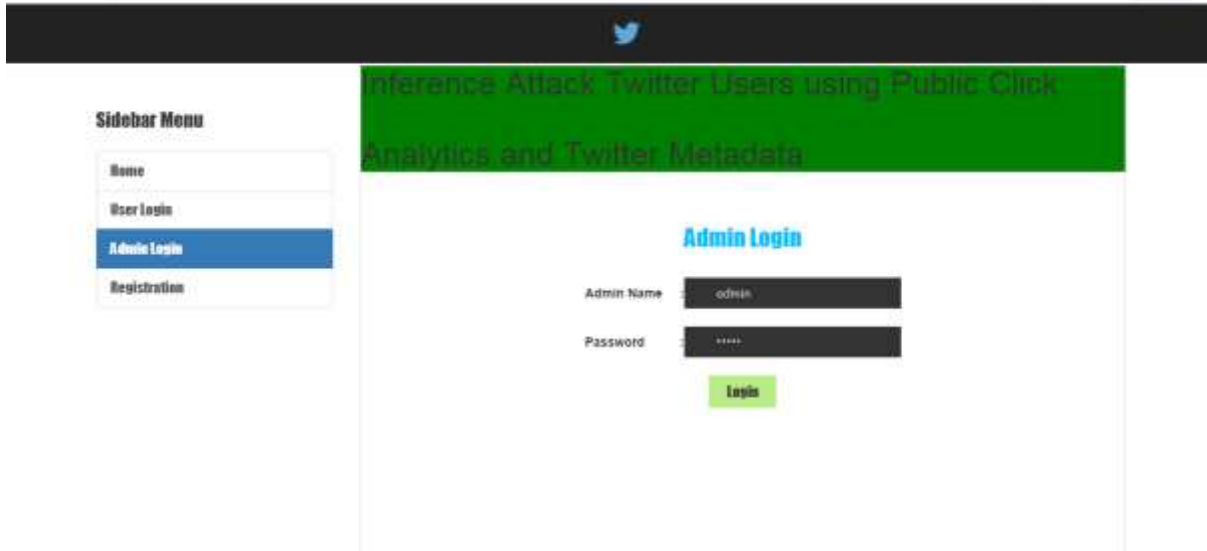 Inference Attack Twitter Users using Public Click
Analytics and Twitter Metadata
Sidebar Menu
Home
User Login
Admin Login
Registration
Admin Login
Admin Name : admin
Password : •••••
Login